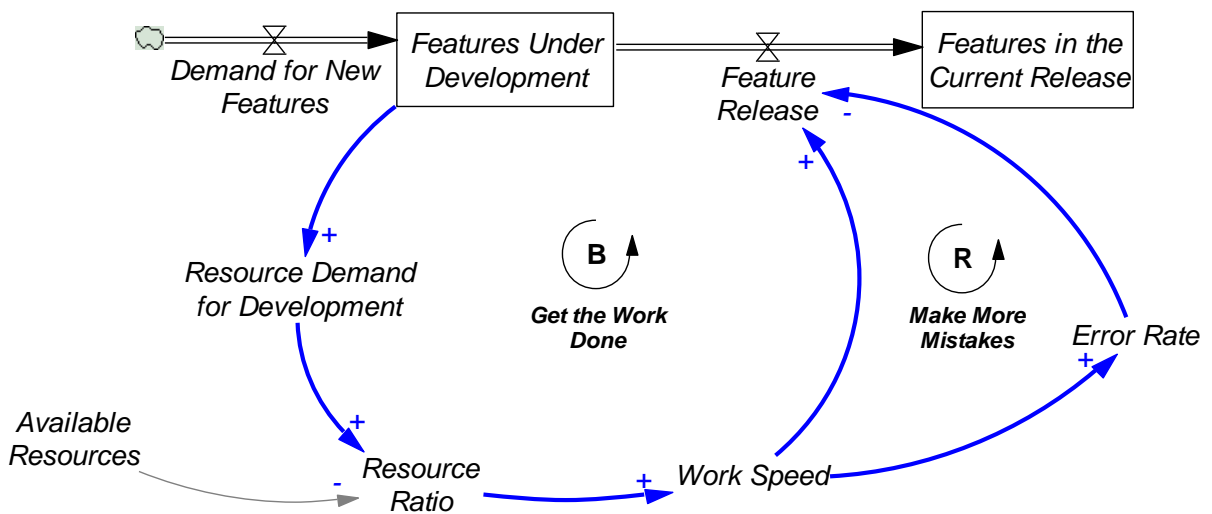 Demand for New
Features
Features Under
Development
Feature
Release
Features in the
Current Release
-
+
+
Resource Demand
for Development
B
Get the Work
Done
R
Make More
Mistakes
Error Rate
+
+
Available
Resources
-
Resource
Ratio
+
Work Speed